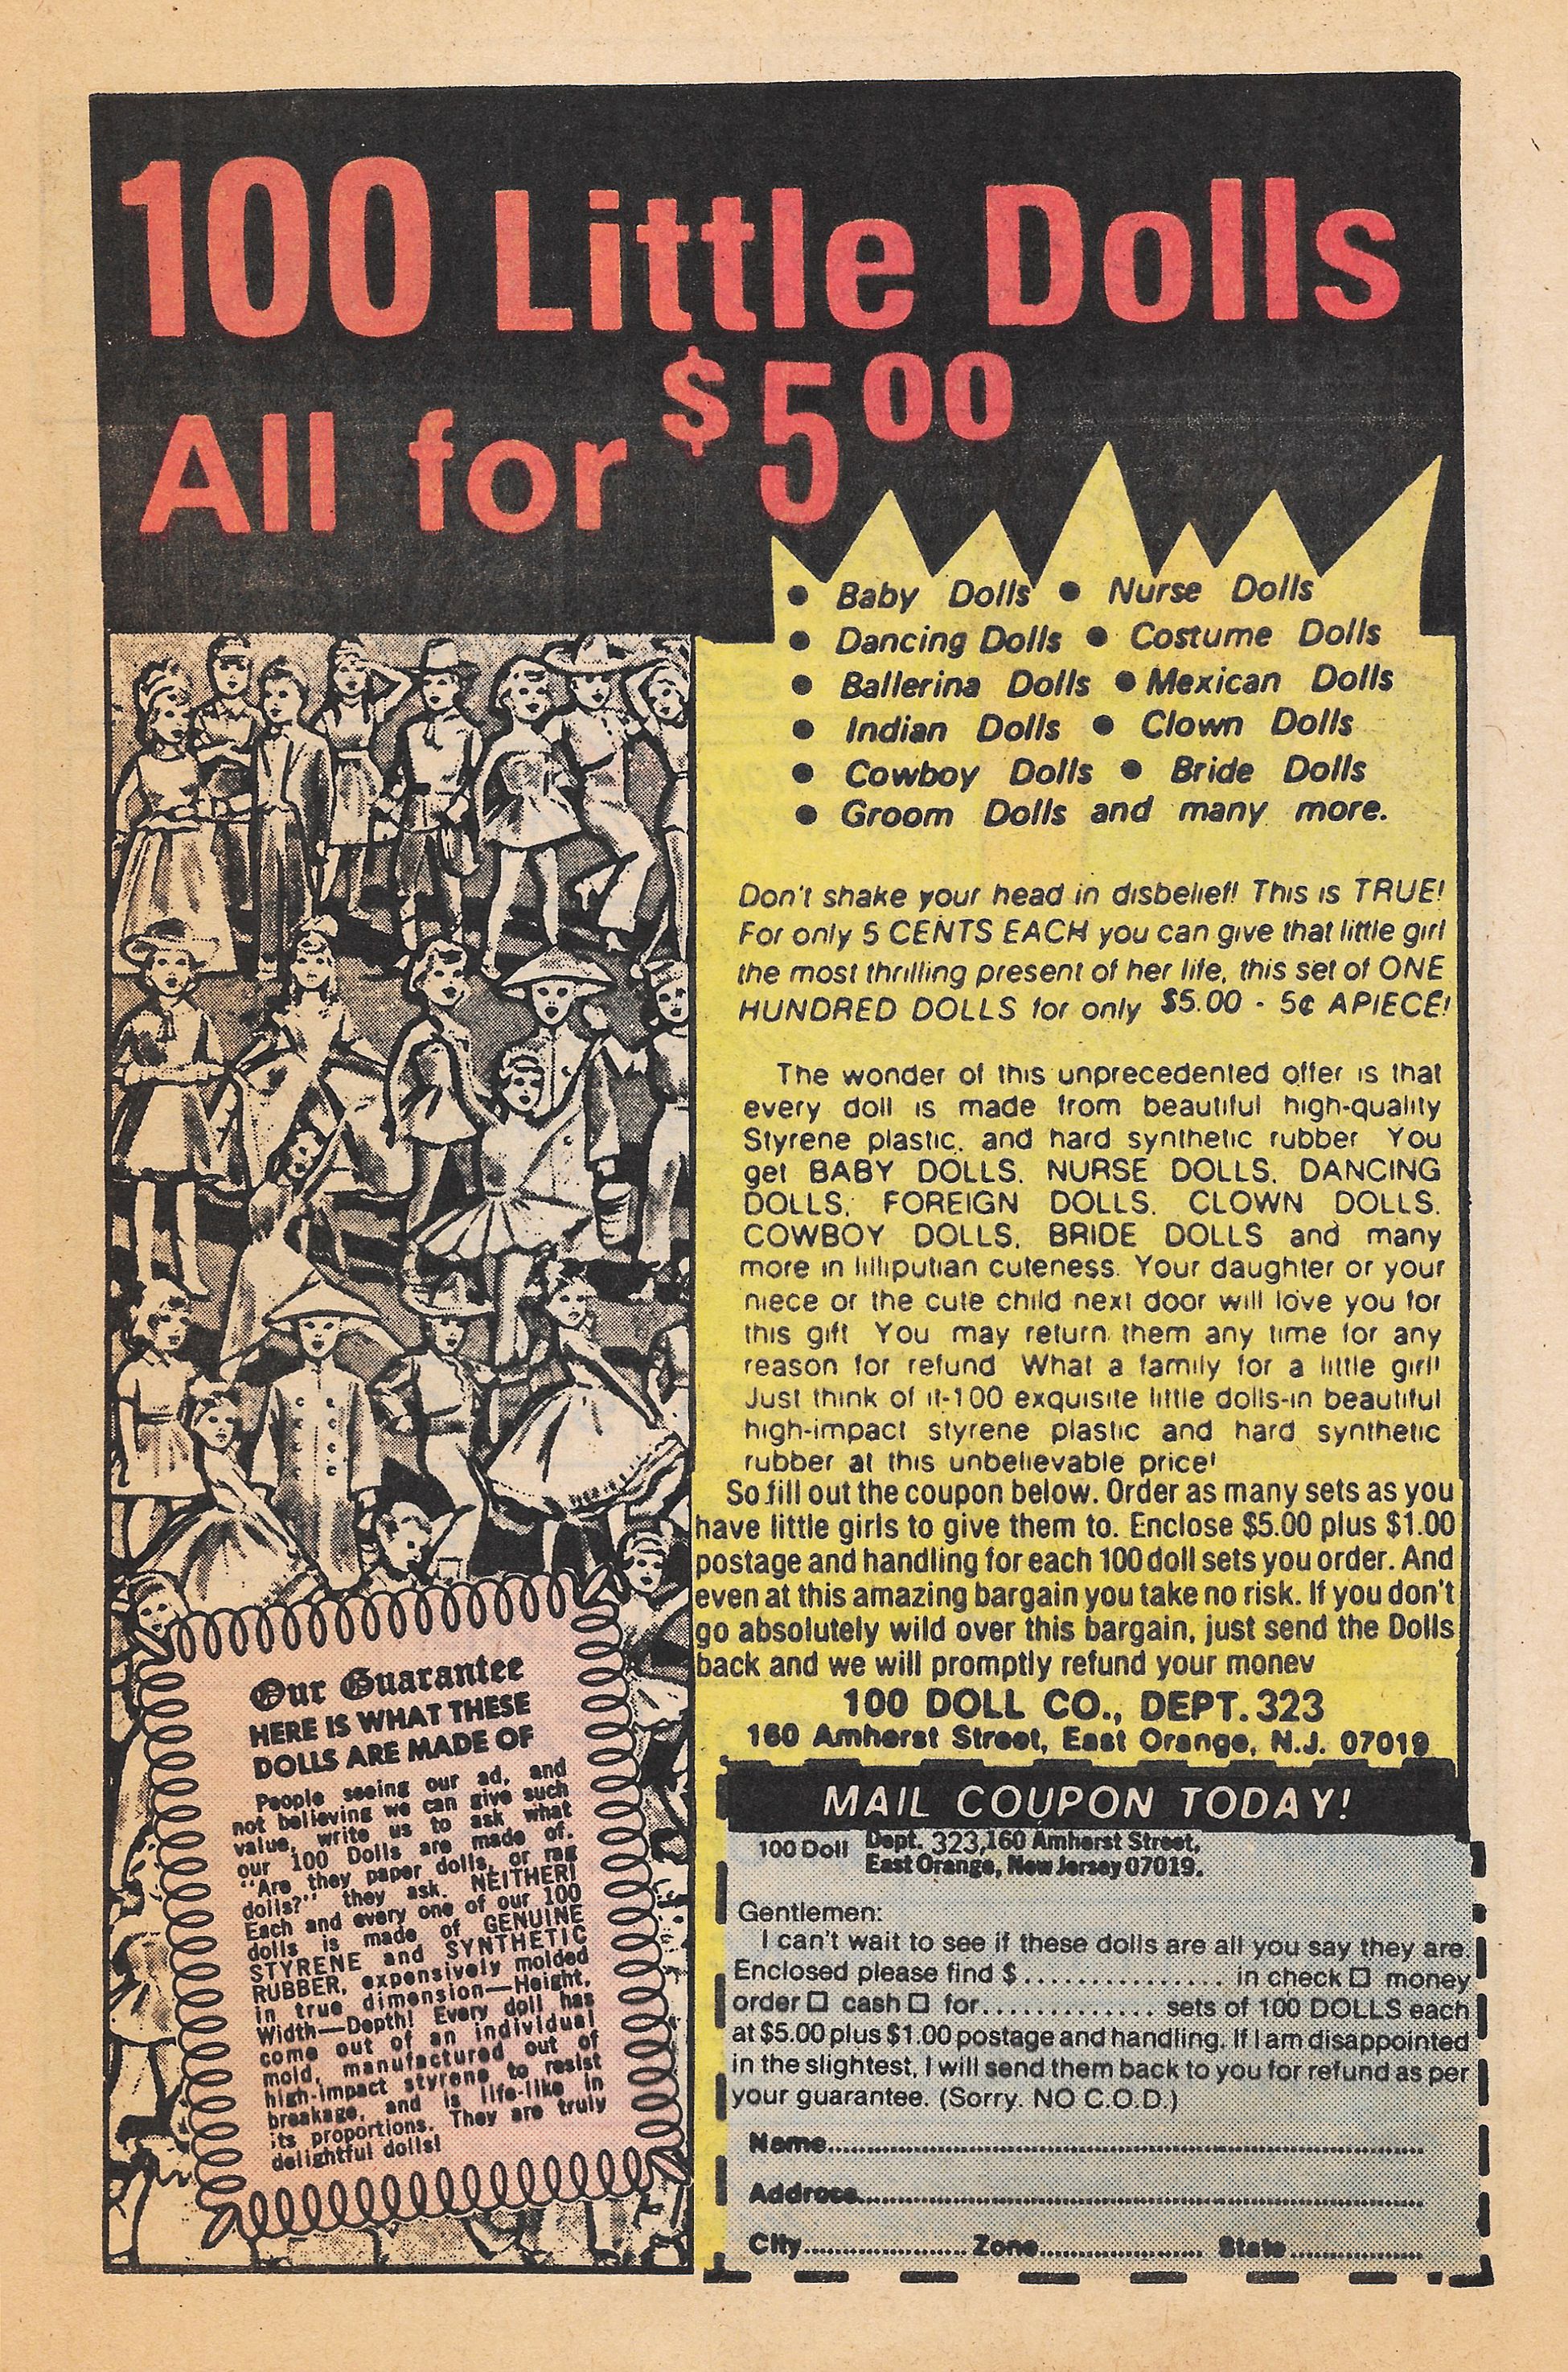 100 Little Dolls
All for $5.00
• Baby Dolls • Nurse Dolls
• Dancing Dolls • Costume Dolls
• Ballerina Dolls • Mexican Dolls
• Indian Dolls • Clown Dolls
• Cowboy Dolls • Bride Dolls
• Groom Dolls and many more.
Don't shake your head in disbelief! This is TRUE!
For only 5 CENTS EACH you can give that little girl
the most thrilling present of her life, this set of ONE
HUNDRED DOLLS for only $5.00 - 5¢ APIECE!
The wonder of this unprecedented offer is that
every doll is made from beautiful high-quality
Styrene plastic, and hard synthetic rubber You
get BABY DOLLS, NURSE DOLLS, DANCING
DOLLS, FOREIGN DOLLS, CLOWN DOLLS,
COWBOY DOLLS, BRIDE DOLLS and many
more in lilliputian cuteness. Your daughter or your
niece or the cute child next door will love you for
this gift You may return them any time for any
reason for refund What a family for a little girl!
Just think of it-100 exquisite little dolls-in beautiful
high-impact styrene plastic and hard synthetic
rubber at this unbelievable price!
So fill out the coupon below. Order as many sets as you
have little girls to give them to. Enclose $5.00 plus $1.00
postage and handling for each 100 doll sets you order. And
even at this amazing bargain you take no risk. If you don't
go absolutely wild over this bargain, just send the Dolls
back and we will promptly refund your money
100 DOLL CO., DEPT. 323
160 Amherst Street, East Orange, N.J. 07019
Our Guarantee
HERE IS WHAT THESE
DOLLS ARE MADE OF
People seeing our ad, and
not believing we can give such
value, write us to ask what
our 100 Dolls are made of.
"Are they paper dolls, or rag
dolls?" they ask. NEITHER!
Each and every one of our 100
dolls is made of GENUINE
STYRENE and SYNTHETIC
RUBBER, expensively molded
in true dimension—Height,
Width—Depth! Every doll has
come out of an individual
mold, manufactured out of
high-impact styrene to resist
breakage, and is life-like in
its proportions. They are truly
delightful dolls!
MAIL COUPON TODAY!
100 Doll Dept. 323, 160 Amherst Street,
East Orange, New Jersey 07019.
Gentlemen:
I can't wait to see if these dolls are all you say they are.
Enclosed please find $................ in check □ money
order □ cash □ for.............. sets of 100 DOLLS each
at $5.00 plus $1.00 postage and handling. If I am disappointed
in the slightest, I will send them back to you for refund as per
your guarantee. (Sorry. NO C.O.D.)
Name..........................................................
Address..........................................................
City...................... Zone...................... State..................